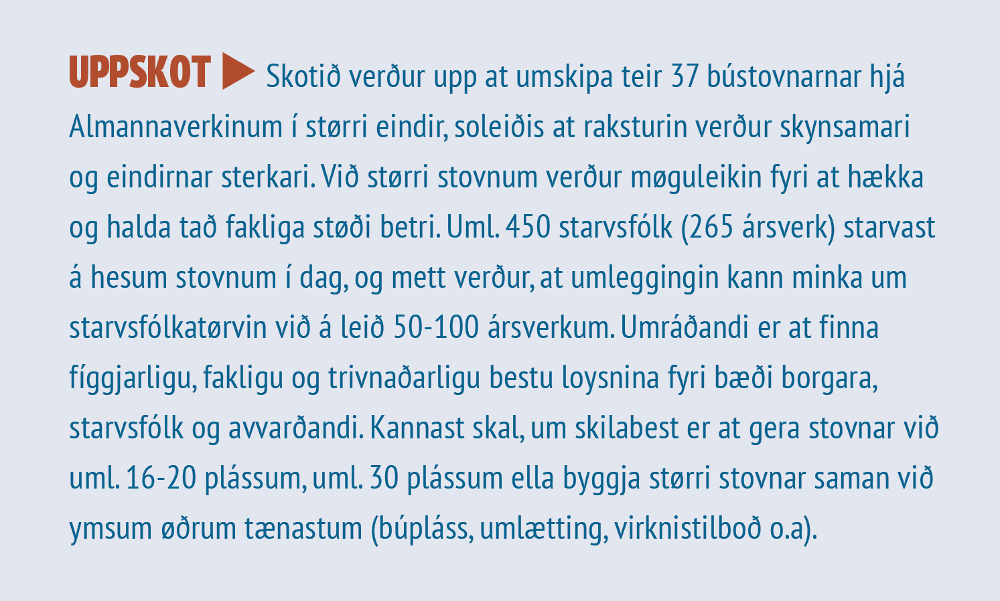 UPPSKOT ▶ Skotið verður upp at umskipa teir 37 bústovnarnar hjá
Almannaverkinum í størri eindir, soleiðis at raksturin verður skynsamari
og eindirnar sterkari. Við størri stovnum verður møguleikin fyri at hækka
og halda tað fakliga støði betri. Uml. 450 starvsfólk (265 ársverk) starvast
á hesum stovnum í dag, og mett verður, at umleggingin kann minka um
starvsfólkatørvin við á leið 50-100 ársverkum. Umráðandi er at finna
fíggjarligu, fakligu og trivnaðarligu bestu loysnina fyri bæði borgara,
starvsfólk og avvarðandi. Kannast skal, um skilabest er at gera stovnar við
uml. 16-20 plássum, uml. 30 plássum ella byggja størri stovnar saman við
ymsum øðrum tænastum (búpláss, umlætting, virknistilboð o.a).